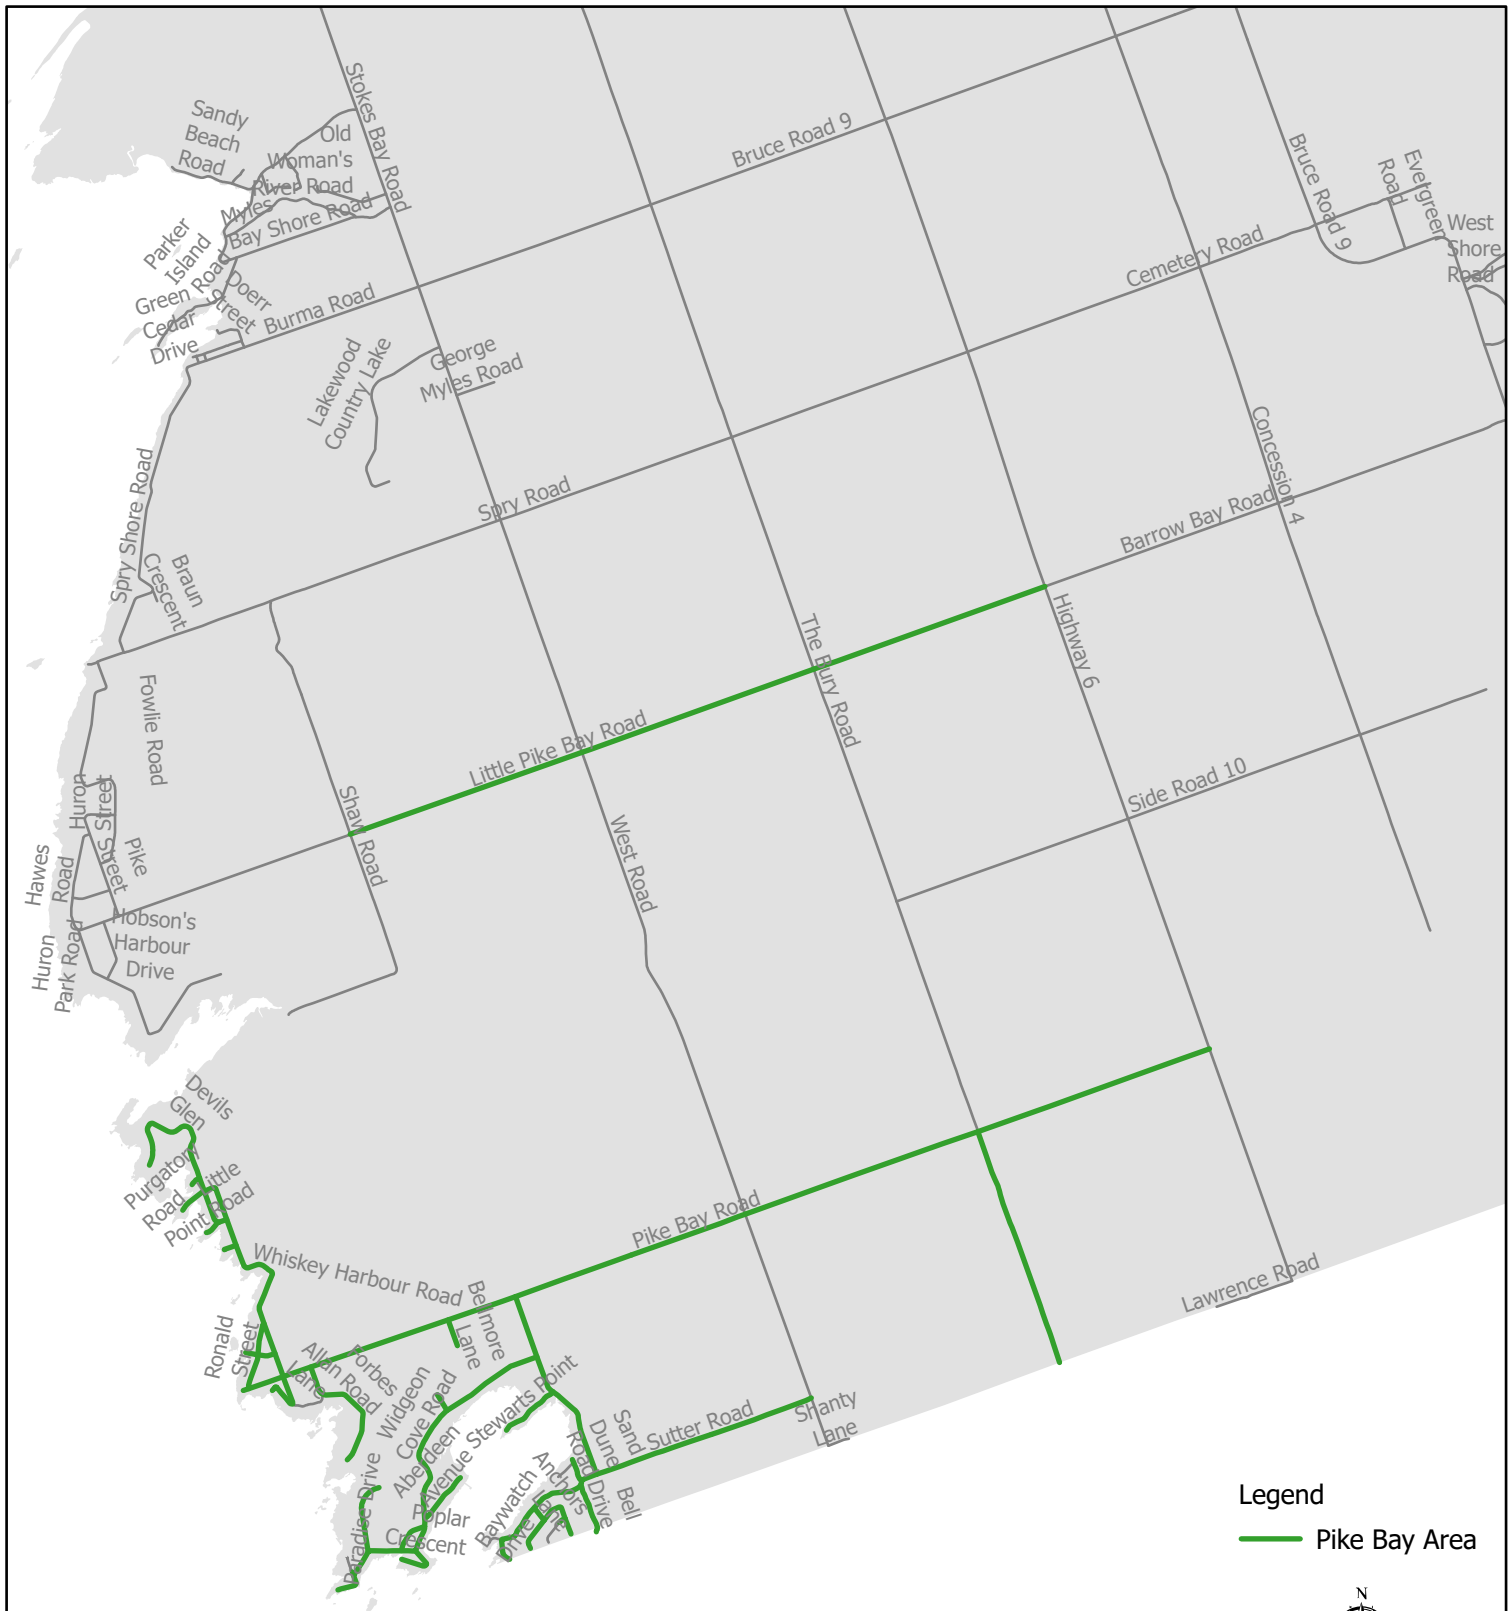 Stokes Bay Road
Sandy
Beach
Road
Old
Woman's
River Road
Myles
Bay Shore Road
Bruce Road 9
Bruce Road 9
Evergreen
Road
West
Shore
Road
Parker
Island
Road
Green
Cedar
Drive
Doerr
Street
Burma Road
Cemetery Road
Lakewood
Country Lake
George
Myles Road
Spry Shore Road
Spry Road
Concession 4
Barrow Bay Road
Braun
Crescent
The Bury Road
Highway 6
Fowlie Road
Little Pike Bay Road
Huron
Street
Side Road 10
Shaw Road
West Road
Pike
Street
Hawes
Road
Hobson's
Harbour
Drive
Huron
Park Road
Devils
Glen
Purgatory
Road
Little
Point Road
Pike Bay Road
Whiskey Harbour Road
Lawrence Road
Bellmore
Lane
Ronald
Street
Allan Road
Lane
Forbes
Widgeon
Cove Road
Stewarts Point
Road
Aberdeen
Avenue
Sand
Dune
Drive
Sutter Road
Shanty
Lane
Paradise Drive
Poplar
Crescent
Anchors
Lane
Baywatch
Drive
Bell
Legend
Pike Bay Area
N